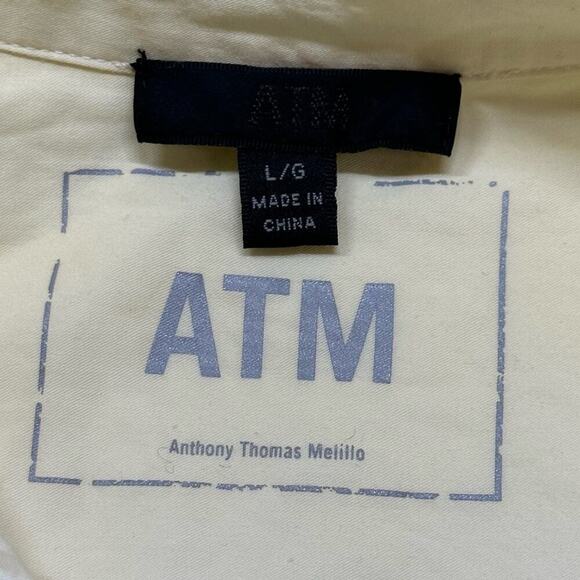 ATM
L/G
MADE IN
CHINA
ATM
Anthony Thomas Melillo